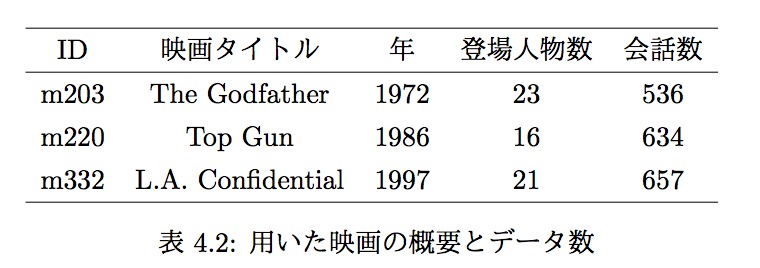 ID 映画タイトル 年 登場人物数 会話数
m203 The Godfather 1972 23 536
m220 Top Gun 1986 16 634
m332 L.A. Confidential 1997 21 657
表 4.2: 用いた映画の概要とデータ数